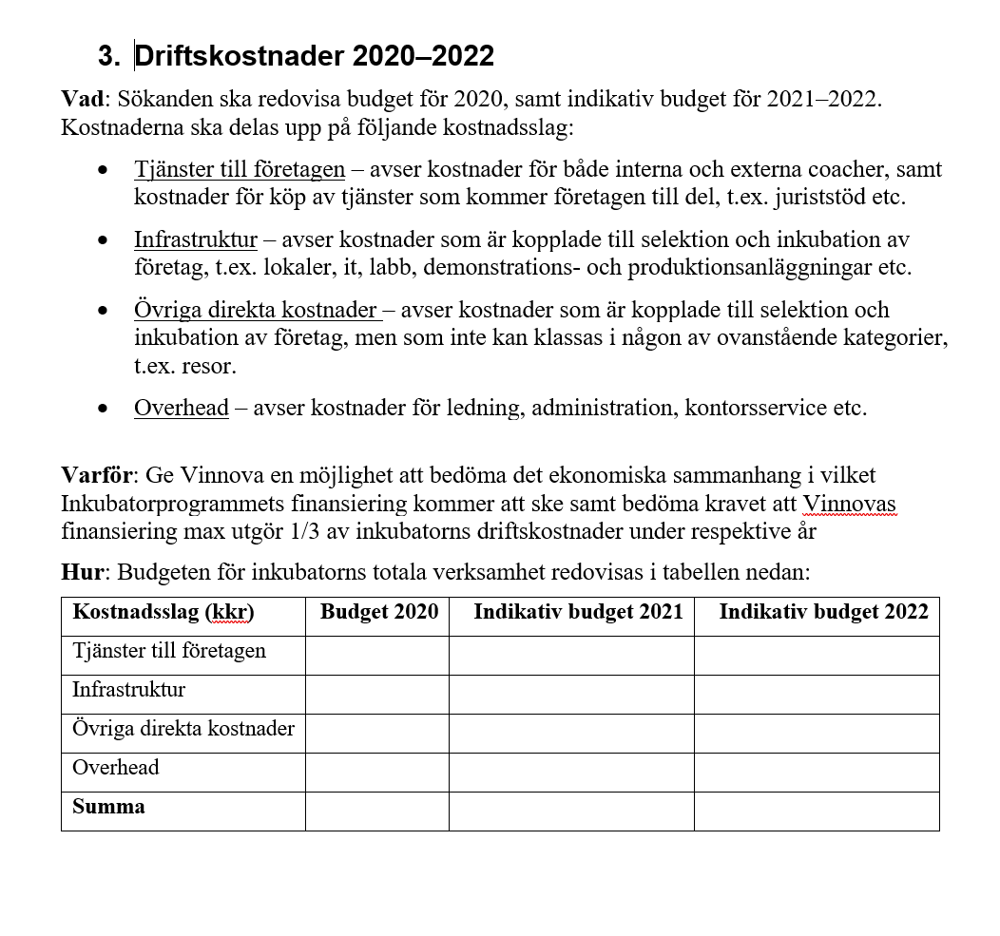 3. Driftskostnader 2020–2022
Vad: Sökanden ska redovisa budget för 2020, samt indikativ budget för 2021–2022.
Kostnaderna ska delas upp på följande kostnadsslag:
• Tjänster till företagen – avser kostnader för både interna och externa coacher, samt
kostnader för köp av tjänster som kommer företagen till del, t.ex. juriststöd etc.
• Infrastruktur – avser kostnader som är kopplade till selektion och inkubation av
företag, t.ex. lokaler, it, labb, demonstrations- och produktionsanläggningar etc.
• Övriga direkta kostnader – avser kostnader som är kopplade till selektion och
inkubation av företag, men som inte kan klassas i någon av ovanstående kategorier,
t.ex. resor.
• Overhead – avser kostnader för ledning, administration, kontorsservice etc.
Varför: Ge Vinnova en möjlighet att bedöma det ekonomiska sammanhang i vilket
Inkubatorprogrammets finansiering kommer att ske samt bedöma kravet att Vinnovas
finansiering max utgör 1/3 av inkubatorns driftskostnader under respektive år
Hur: Budgeten för inkubatorns totala verksamhet redovisas i tabellen nedan:
Kostnadsslag (kkr) Budget 2020 Indikativ budget 2021 Indikativ budget 2022
Tjänster till företagen
Infrastruktur
Övriga direkta kostnader
Overhead
Summa